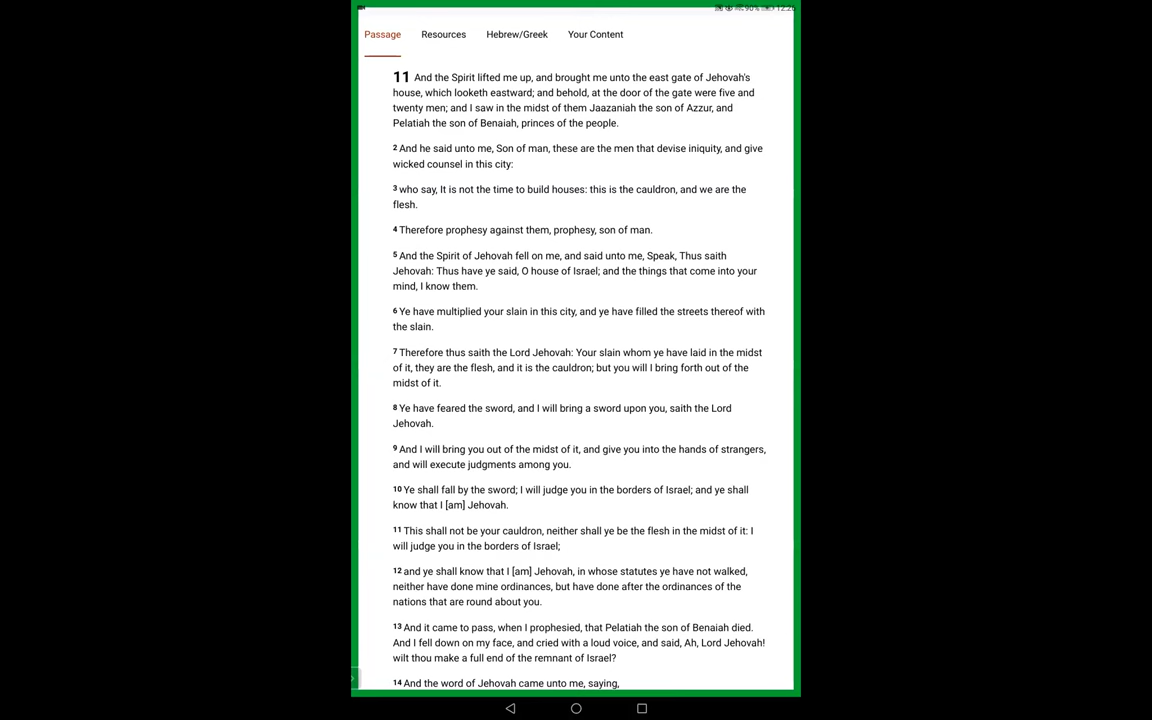 90% 12:26
Passage Resources Hebrew/Greek Your Content
11 And the Spirit lifted me up, and brought me unto the east gate of Jehovah's
house, which looketh eastward; and behold, at the door of the gate were five and
twenty men; and I saw in the midst of them Jaazaniah the son of Azzur, and
Pelatiah the son of Benaiah, princes of the people.
2 And he said unto me, Son of man, these are the men that devise iniquity, and give
wicked counsel in this city:
3 who say, It is not the time to build houses: this is the cauldron, and we are the
flesh.
4 Therefore prophesy against them, prophesy, son of man.
5 And the Spirit of Jehovah fell on me, and said unto me, Speak, Thus saith
Jehovah: Thus have ye said, O house of Israel; and the things that come into your
mind, I know them.
6 Ye have multiplied your slain in this city, and ye have filled the streets thereof with
the slain.
7 Therefore thus saith the Lord Jehovah: Your slain whom ye have laid in the midst
of it, they are the flesh, and it is the cauldron; but you will I bring forth out of the
midst of it.
8 Ye have feared the sword, and I will bring a sword upon you, saith the Lord
Jehovah.
9 And I will bring you out of the midst of it, and give you into the hands of strangers,
and will execute judgments among you.
10 Ye shall fall by the sword; I will judge you in the borders of Israel; and ye shall
know that I [am] Jehovah.
11 This shall not be your cauldron, neither shall ye be the flesh in the midst of it: I
will judge you in the borders of Israel;
12 and ye shall know that I [am] Jehovah, in whose statutes ye have not walked,
neither have done mine ordinances, but have done after the ordinances of the
nations that are round about you.
13 And it came to pass, when I prophesied, that Pelatiah the son of Benaiah died.
And I fell down on my face, and cried with a loud voice, and said, Ah, Lord Jehovah!
wilt thou make a full end of the remnant of Israel?
14 And the word of Jehovah came unto me, saying,